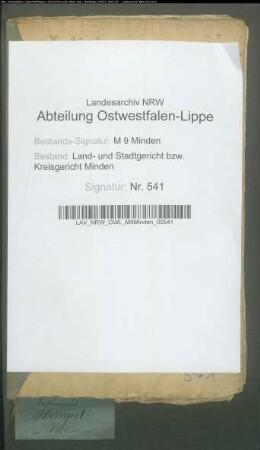 Landesarchiv NRW
Abteilung Ostwestfalen-Lippe
Bestands-Signatur: M 9 Minden
Bestand: Land- und Stadtgericht bzw.
Kreisgericht Minden
Signatur: Nr. 541
LAV_NRW_OWL_M9Minden_00541
541